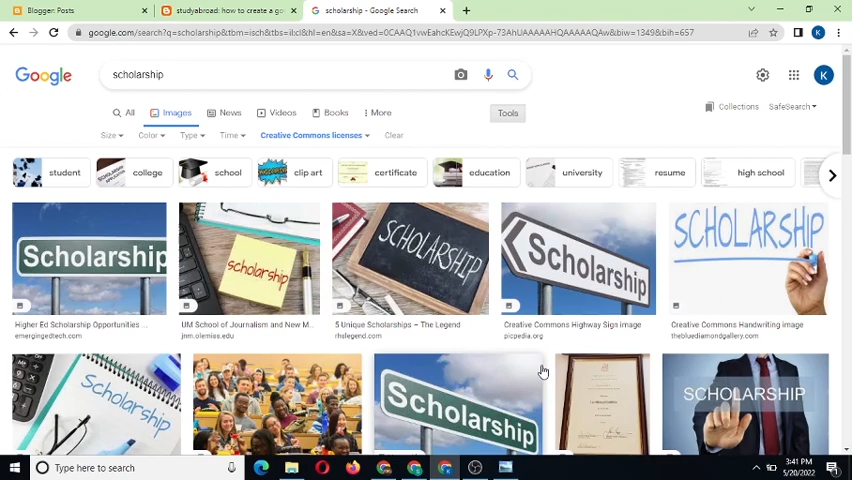 Blogger: Posts
studyabroad: how to create a go
scholarship - Google Search
google.com/search?q=scholarship&tbm=isch&tbs=il:cl&hl=en&sa=X&ved=0CAAQ1vwEahcKEwjQ9LPXp-73AhUAAAAAHQAAAAAQAw&biw=1349&bih=657
K
Google
scholarship
K
All
Images
News
Videos
Books
More
Tools
Collections
SafeSearch
Size
Color
Type
Time
Creative Commons licenses
Clear
student
college
school
clip art
certificate
education
university
resume
high school
Scholarship
scholarship
SCHOLARSHIP
Scholarship
SCHOLARSHIP
Higher Ed Scholarship Opportunities ...
UM School of Journalism and New M...
5 Unique Scholarships – The Legend
Creative Commons Highway Sign image
Creative Commons Handwriting image
emergingedtech.com
jnm.olemiss.edu
rhslegend.com
picpedia.org
thebluediamondgallery.com
Scholarship
Scholarship
SCHOLARSHIP
Type here to search
3:41 PM
5/20/2022